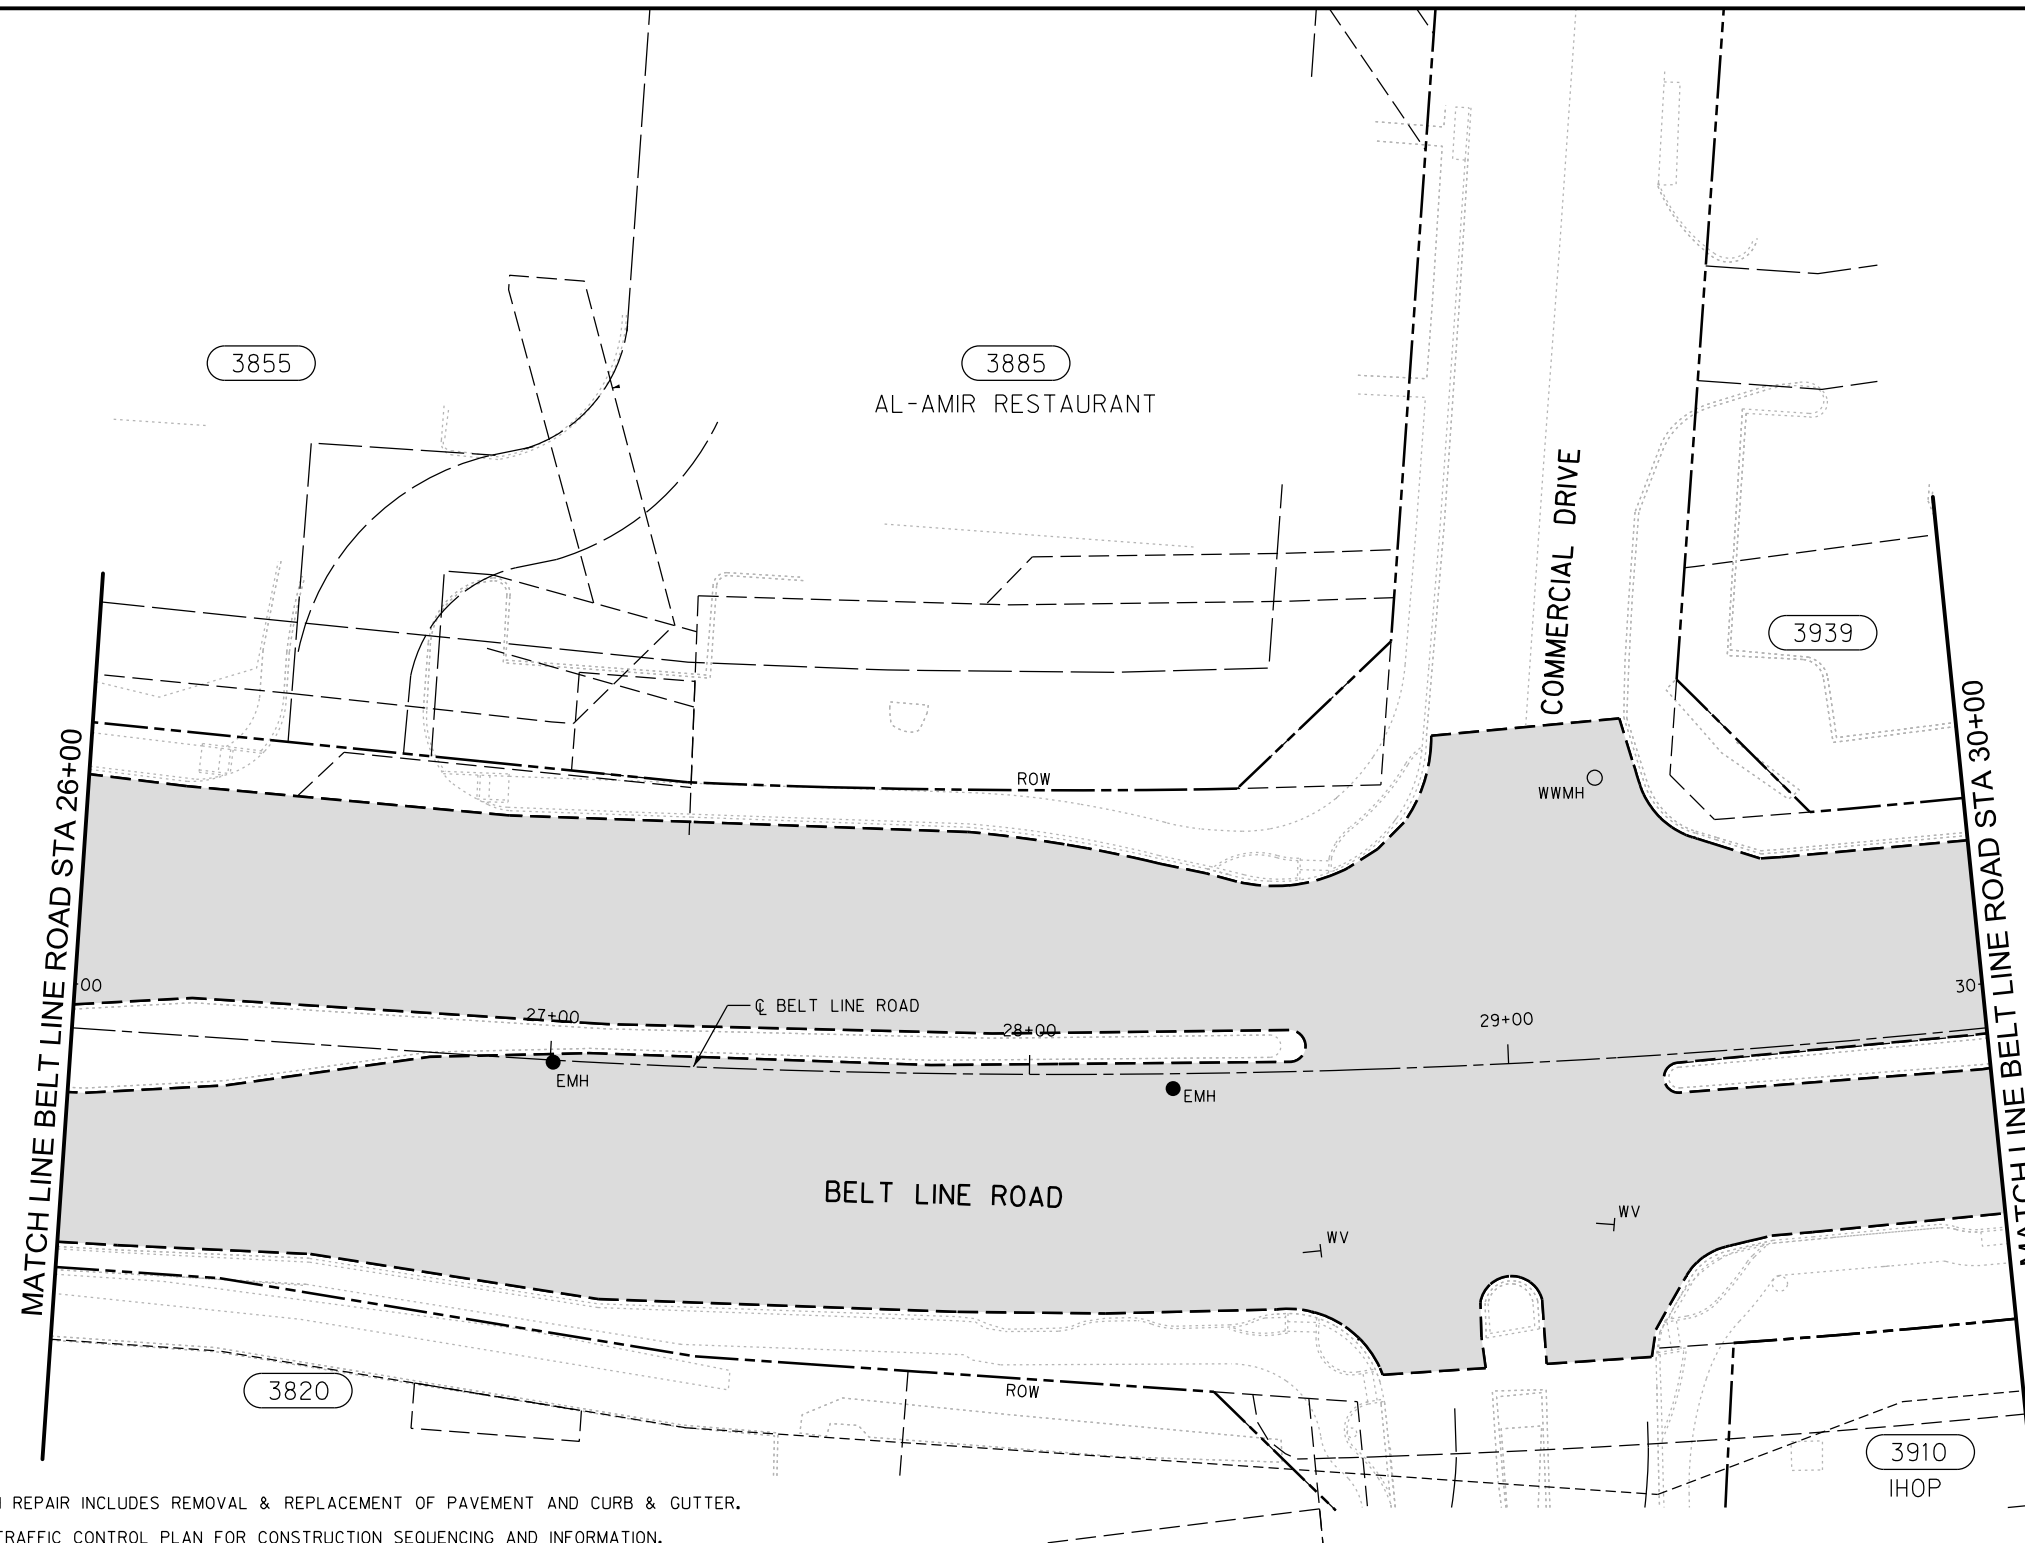 3855
3885
AL-AMIR RESTAURANT
COMMERCIAL DRIVE
3939
MATCH LINE BELT LINE ROAD STA 26+00
MATCH LINE BELT LINE ROAD STA 30+00
ROW
WWMH
+00
30+
27+00
℄ BELT LINE ROAD
28+00
29+00
EMH
EMH
BELT LINE ROAD
WV
WV
3820
ROW
3910
IHOP
REPAIR INCLUDES REMOVAL & REPLACEMENT OF PAVEMENT AND CURB & GUTTER.
TRAFFIC CONTROL PLAN FOR CONSTRUCTION SEQUENCING AND INFORMATION.